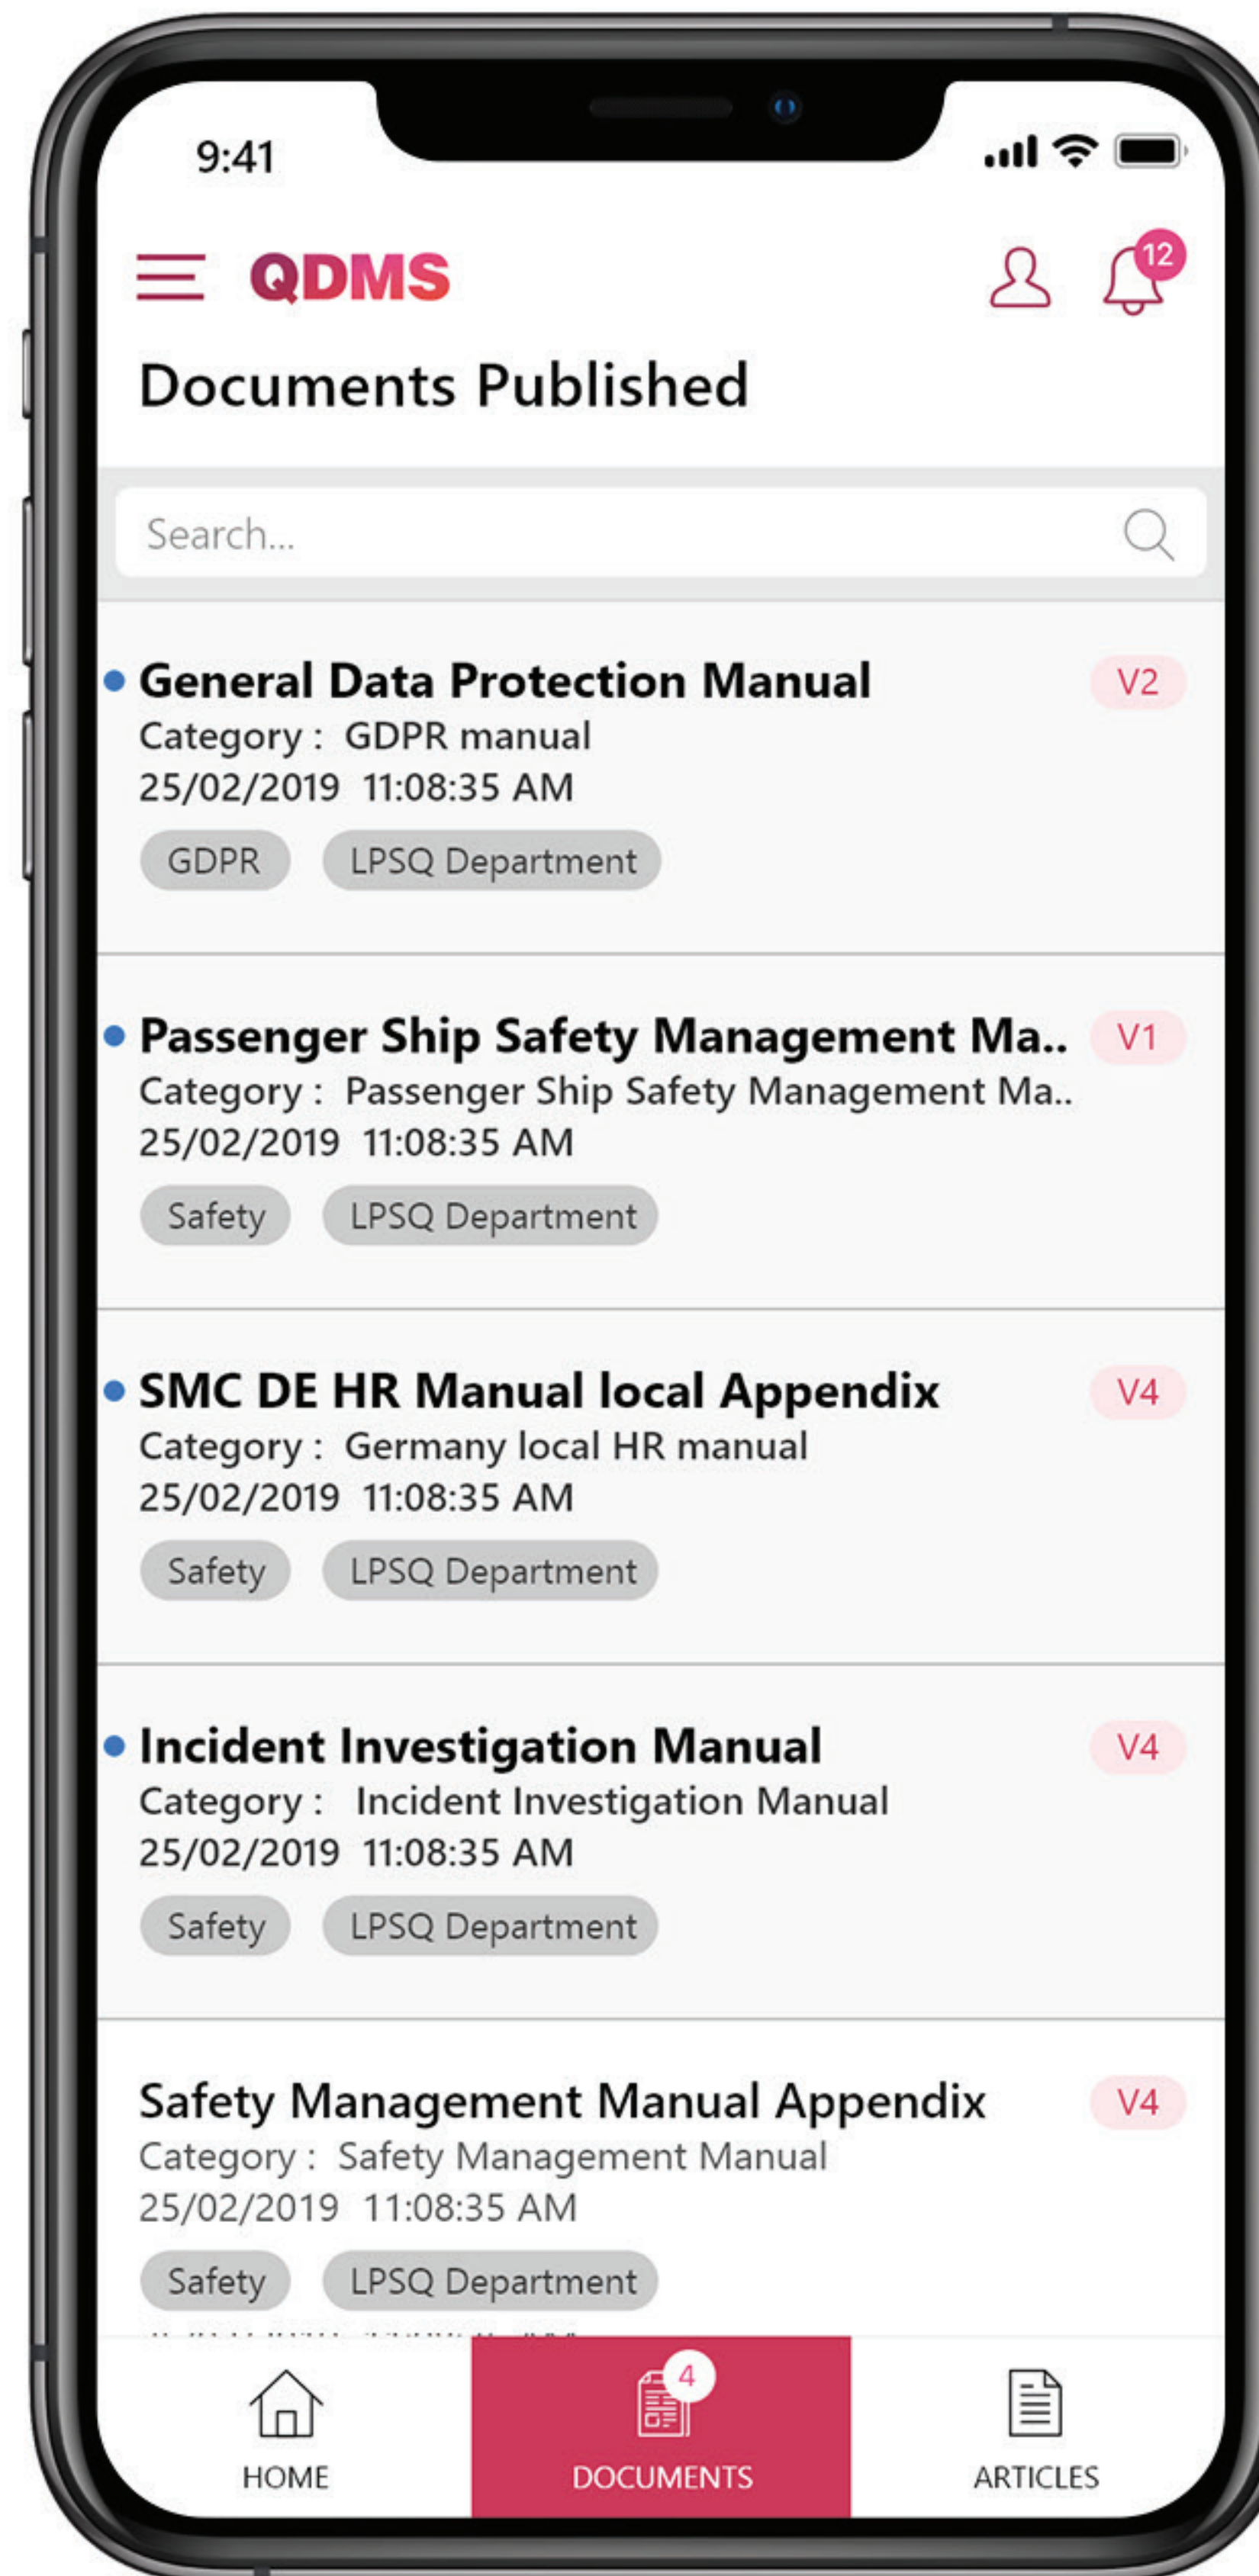 9:41
QDMS
12
Documents Published
Search...
General Data Protection Manual V2
Category : GDPR manual
25/02/2019 11:08:35 AM
GDPR LPSQ Department
Passenger Ship Safety Management Ma.. V1
Category : Passenger Ship Safety Management Ma..
25/02/2019 11:08:35 AM
Safety LPSQ Department
SMC DE HR Manual local Appendix V4
Category : Germany local HR manual
25/02/2019 11:08:35 AM
Safety LPSQ Department
Incident Investigation Manual V4
Category : Incident Investigation Manual
25/02/2019 11:08:35 AM
Safety LPSQ Department
Safety Management Manual Appendix V4
Category : Safety Management Manual
25/02/2019 11:08:35 AM
Safety LPSQ Department
4
HOME DOCUMENTS ARTICLES